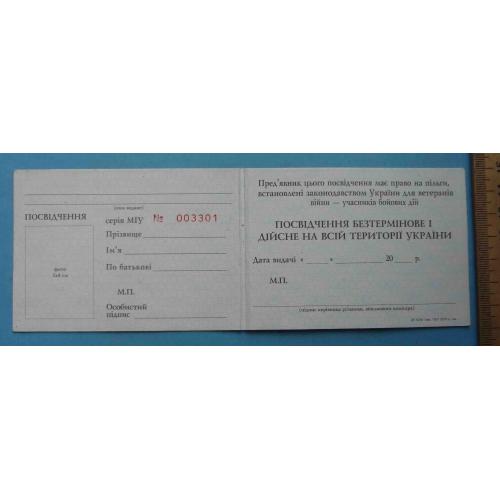 ПОСВІДЧЕННЯ
серія МГУ № 003301
Прізвище
Ім'я
По батькові
фото
М.П.
Особистий
підпис
Пред'явник цього посвідчення має право на пільги,
встановлені законодавством України для ветеранів
війни — учасників бойових дій
ПОСВІДЧЕННЯ БЕЗТЕРМІНОВЕ І
ДІЙСНЕ НА ВСІЙ ТЕРИТОРІЇ УКРАЇНИ
Дата видачі « » 20 р.
М.П.